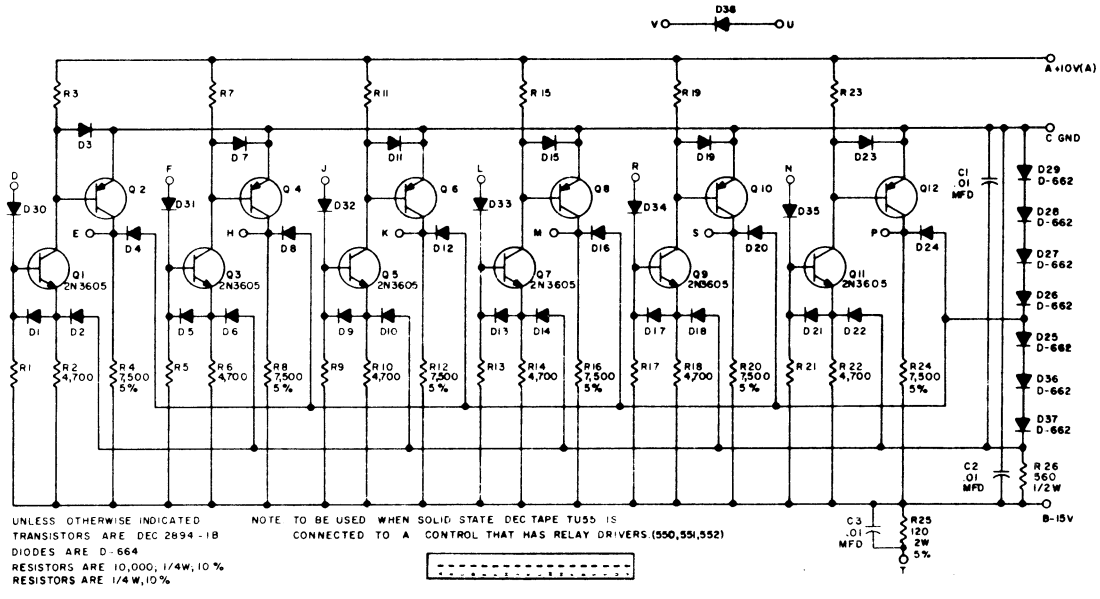 D38
V U
A +10V(A)
R3 R7 R11 R15 R19 R23
C GND
D3 D7 D11 D15 D19 D23
D F J L R N
Q2 Q4 Q6 Q8 Q10 Q12
C1
.01
MFD
D29
D-662
D30 D31 D32 D33 D34 D35
D28
D-662
E D4 H D8 K D12 M D16 S D20 P D24
D27
D-662
Q1 Q3 Q5 Q7 Q9 Q11
2N3605 2N3605 2N3605 2N3605 2N3605 2N3605
D26
D-662
D1 D2 D5 D6 D9 D10 D13 D14 D17 D18 D21 D22
D25
D-662
R1 R2 R4 R5 R6 R8 R9 R10 R12 R13 R14 R16 R17 R18 R20 R21 R22 R24
4,700 7,500 4,700 7,500 4,700 7,500 4,700 7,500 4,700 7,500 4,700 7,500
5% 5% 5% 5% 5% 5%
D36
D-662
D37
D-662
C2
.01
MFD
R26
560
1/2W
B-15V
UNLESS OTHERWISE INDICATED
TRANSISTORS ARE DEC 2894-1B
DIODES ARE D-664
RESISTORS ARE 10,000; 1/4W; 10%
RESISTORS ARE 1/4W, 10%
NOTE TO BE USED WHEN SOLID STATE DEC TAPE TU55 IS
CONNECTED TO A CONTROL THAT HAS RELAY DRIVERS.(550,551,552)
C3
.01
MFD
R25
120
2W
5%
T